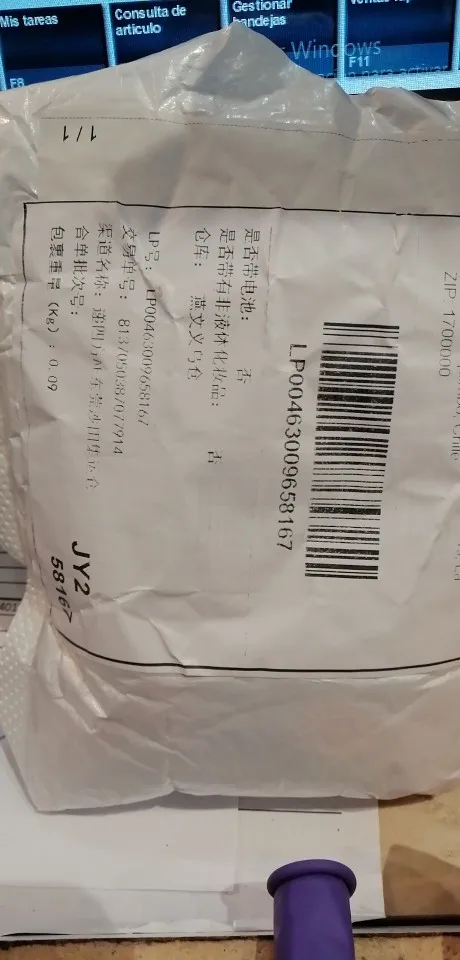 Mis tareas
Consulta de artículo
Gestionar bandejas
F8
Windows
F11
1/1
ZIP 1700000
Chile
LP00463009658167
是否带电池： 否
是否带有非液体化妆品： 否
仓库： 燕文义乌仓
LP号： LP00463009658167
交易单号：
渠道名称：
合单批次号：
包裹重量（Kg）: 0.09
JY2
58167